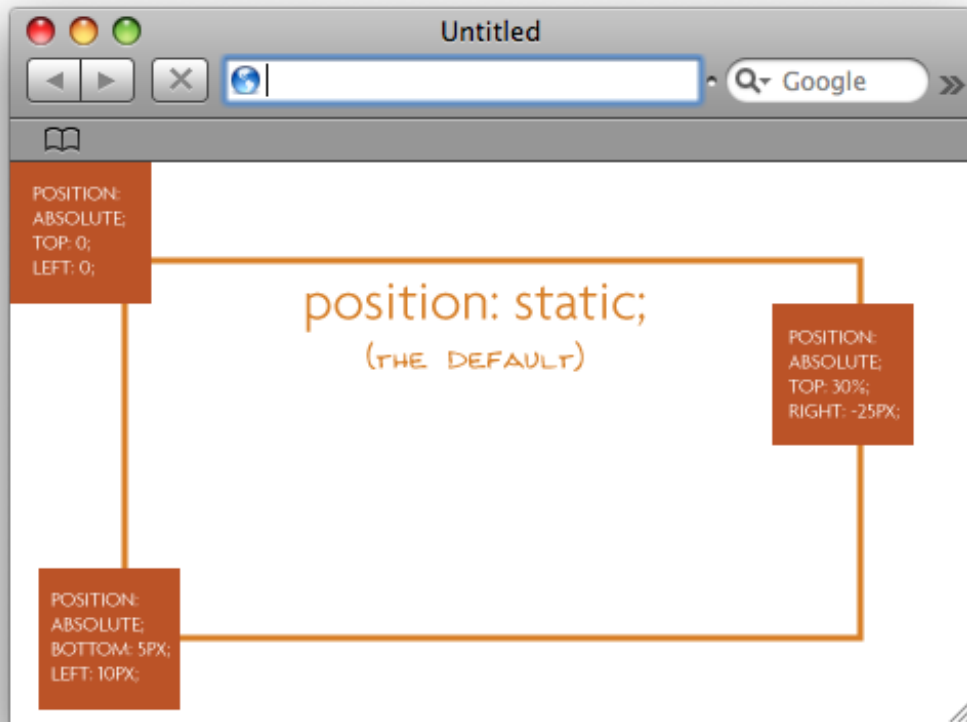 Untitled
Google
POSITION:
ABSOLUTE;
TOP: 0;
LEFT: 0;
position: static;
(THE DEFAULT)
POSITION:
ABSOLUTE;
TOP: 30%;
RIGHT: -25PX;
POSITION:
ABSOLUTE;
BOTTOM: 5PX;
LEFT: 10PX;